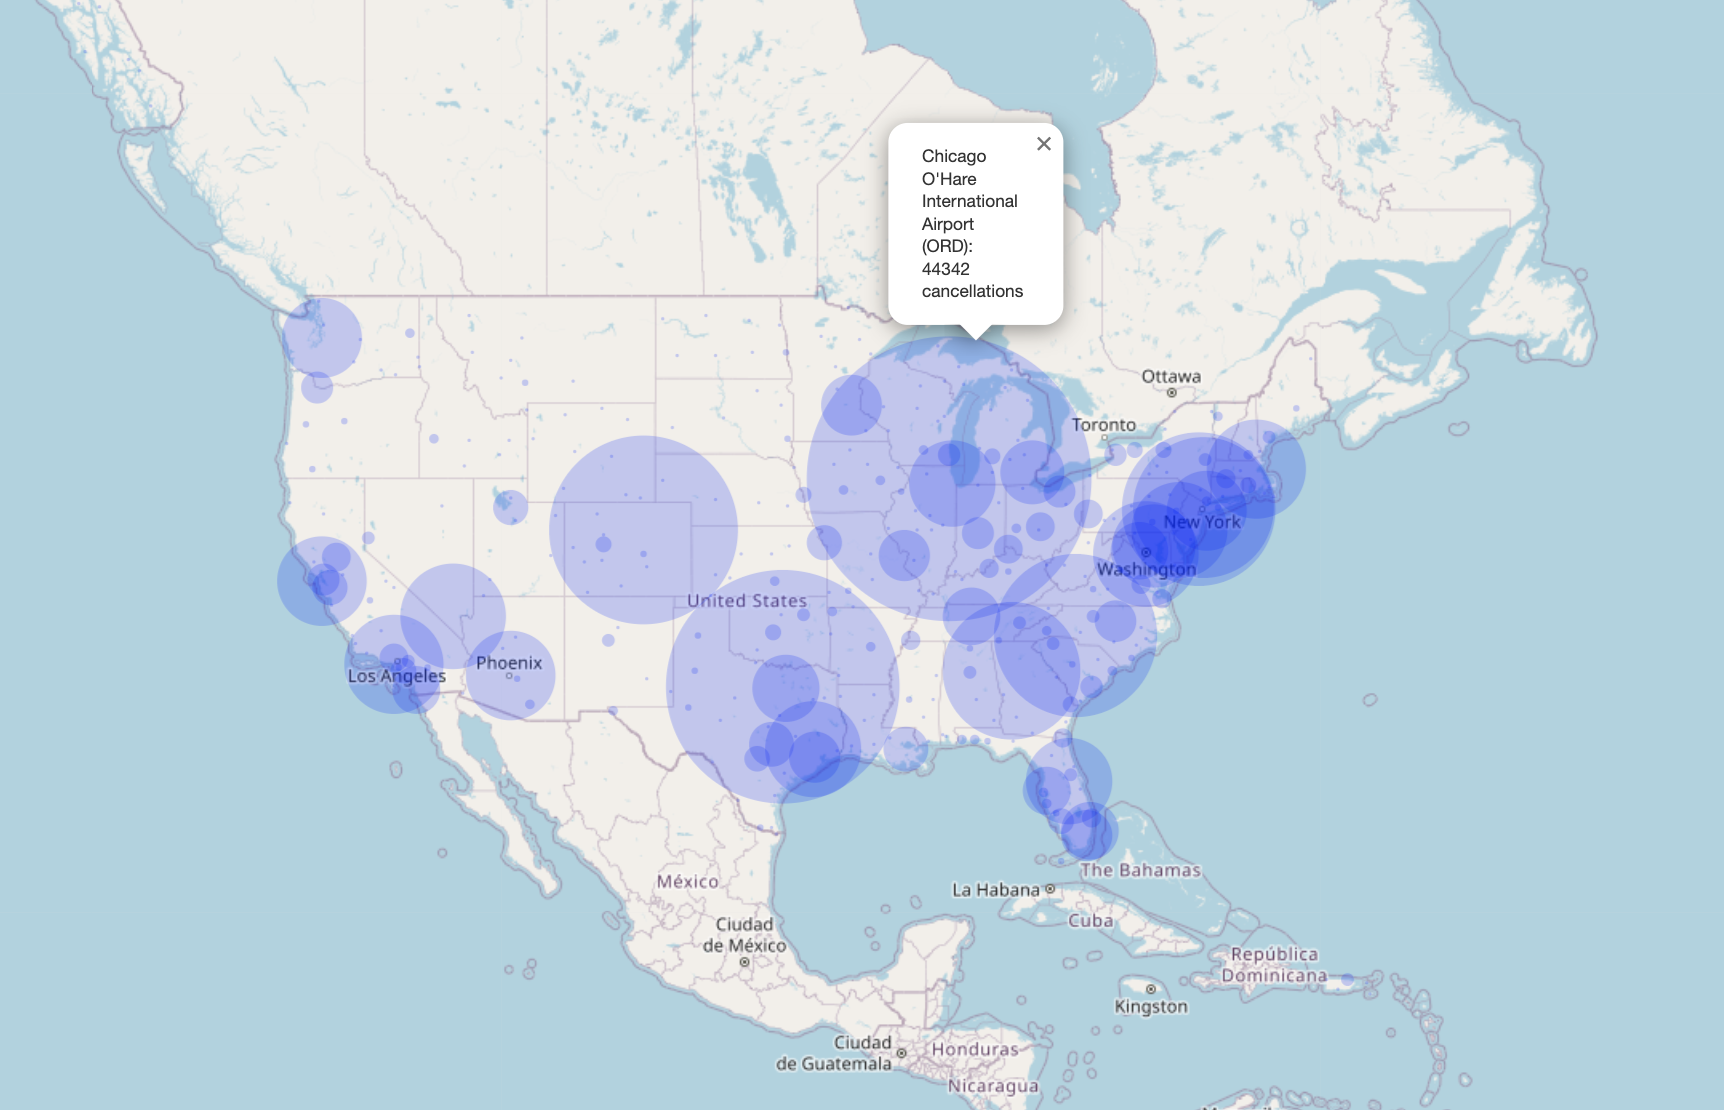 Chicago
O'Hare
International
Airport
(ORD):
44342
cancellations
Ottawa
Toronto
New York
Washington
United States
Phoenix
Los Angeles
México
Ciudad
de México
La Habana
The Bahamas
Cuba
República
Dominicana
Kingston
Ciudad
de Guatemala
Honduras
Nicaragua